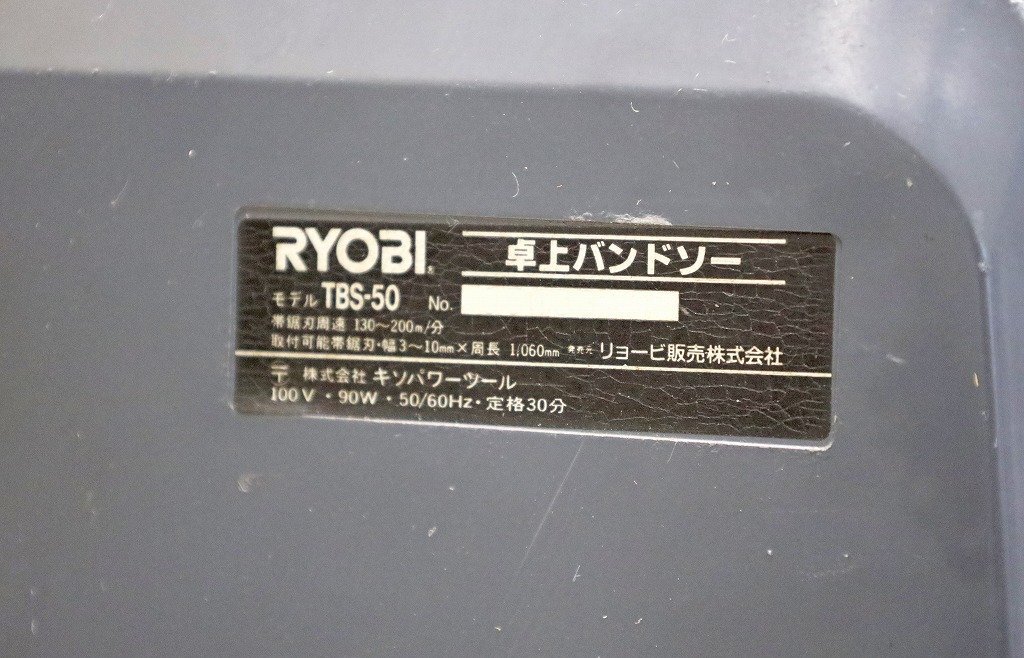 RYOBI® 卓上バンドソー
モデル TBS-50 No.
帯鋸刃周速 130～200m/分
取付可能帯鋸刃・幅3～10mm×周長 1,060mm 発売元 リョービ販売株式会社
〒 株式会社 キソパワーツール
100V・90W・50/60Hz・定格30分